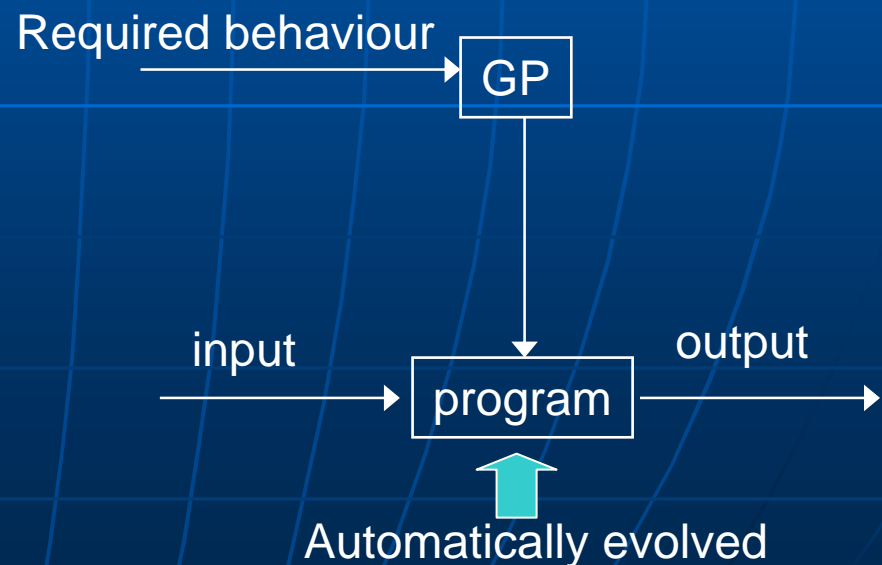 Required behaviour
GP
input
output
program
Automatically evolved